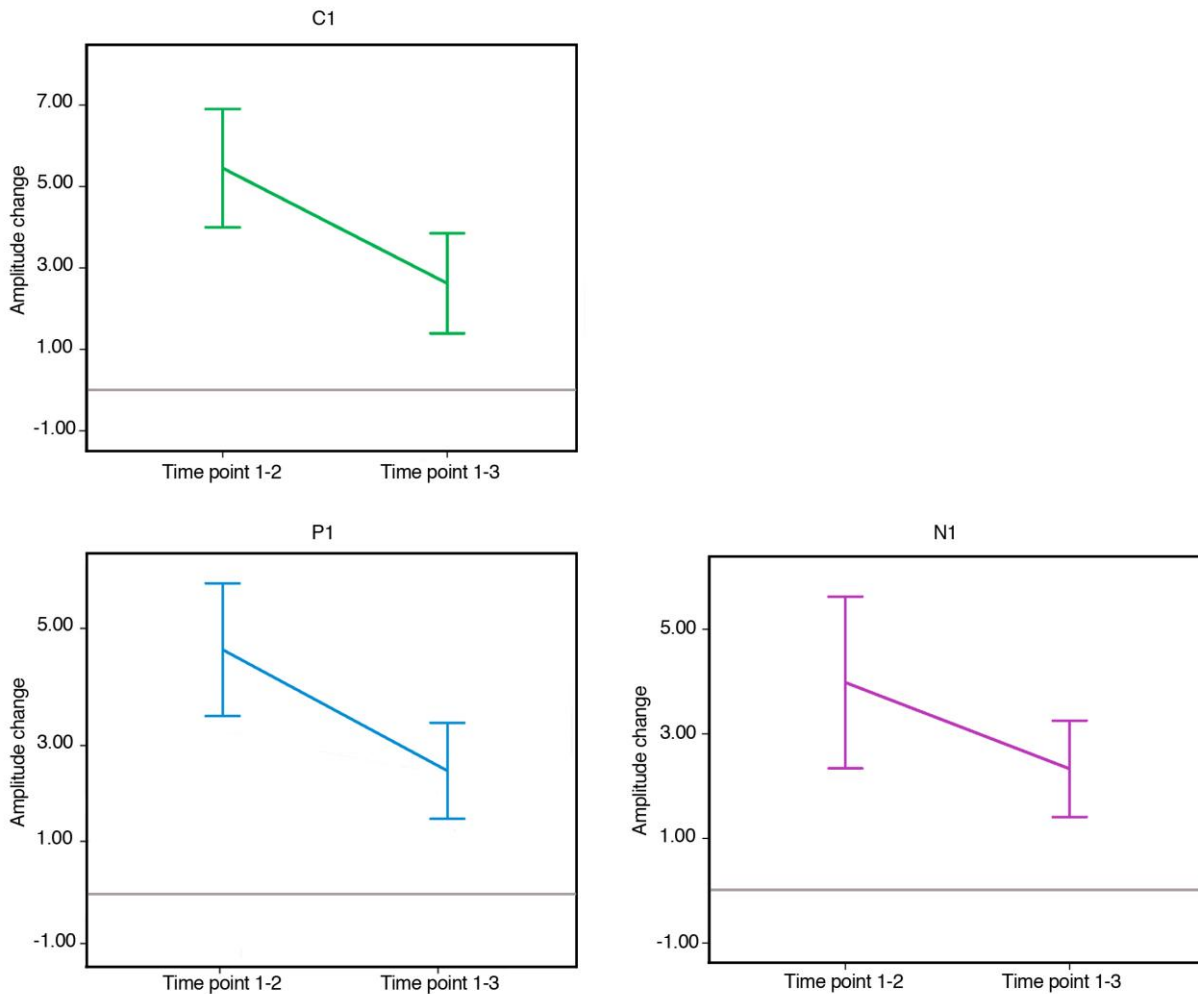 C1
Amplitude change
7.00
5.00
3.00
1.00
-1.00
Time point 1-2 Time point 1-3
P1
Amplitude change
5.00
3.00
1.00
-1.00
Time point 1-2 Time point 1-3
N1
Amplitude change
5.00
3.00
1.00
-1.00
Time point 1-2 Time point 1-3